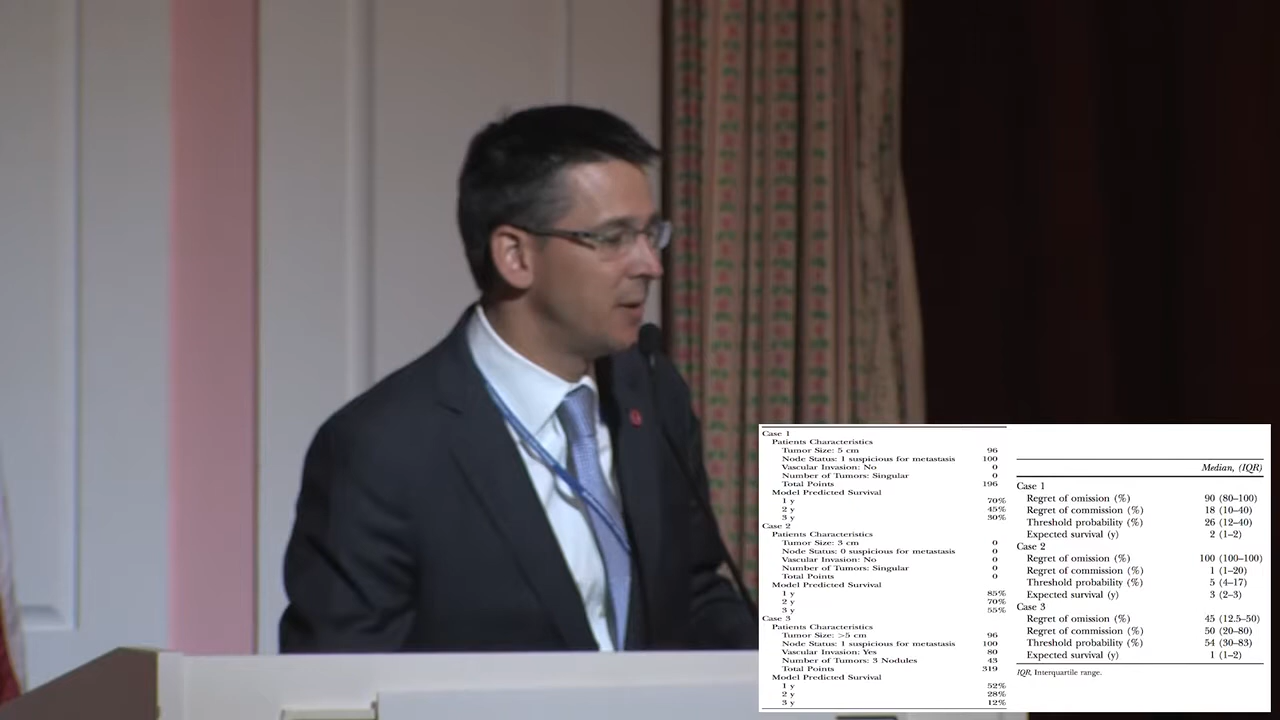 Case 1
Patients Characteristics
Tumor Size: 5 cm 96
Node Status: 1 suspicious for metastasis 100
Vascular Invasion: No 0
Number of Tumors: Singular 0
Total Points 196
Model Predicted Survival
1 y 70%
2 y 45%
3 y 30%
Case 2
Patients Characteristics
Tumor Size: 3 cm 0
Node Status: 0 suspicious for metastasis 0
Vascular Invasion: No 0
Number of Tumors: Singular 0
Total Points 0
Model Predicted Survival
1 y 85%
2 y 70%
3 y 55%
Case 3
Patients Characteristics
Tumor Size: >5 cm 96
Node Status: 1 suspicious for metastasis 100
Vascular Invasion: Yes 80
Number of Tumors: 3 Nodules 43
Total Points 319
Model Predicted Survival
1 y 52%
2 y 28%
3 y 12%
Median, (IQR)
Case 1
Regret of omission (%) 90 (80–100)
Regret of commission (%) 18 (10–40)
Threshold probability (%) 26 (12–40)
Expected survival (y) 2 (1–2)
Case 2
Regret of omission (%) 100 (100–100)
Regret of commission (%) 1 (1–20)
Threshold probability (%) 5 (4–17)
Expected survival (y) 3 (2–3)
Case 3
Regret of omission (%) 45 (12.5–50)
Regret of commission (%) 50 (20–80)
Threshold probability (%) 54 (30–83)
Expected survival (y) 1 (1–2)
IQR, Interquartile range.